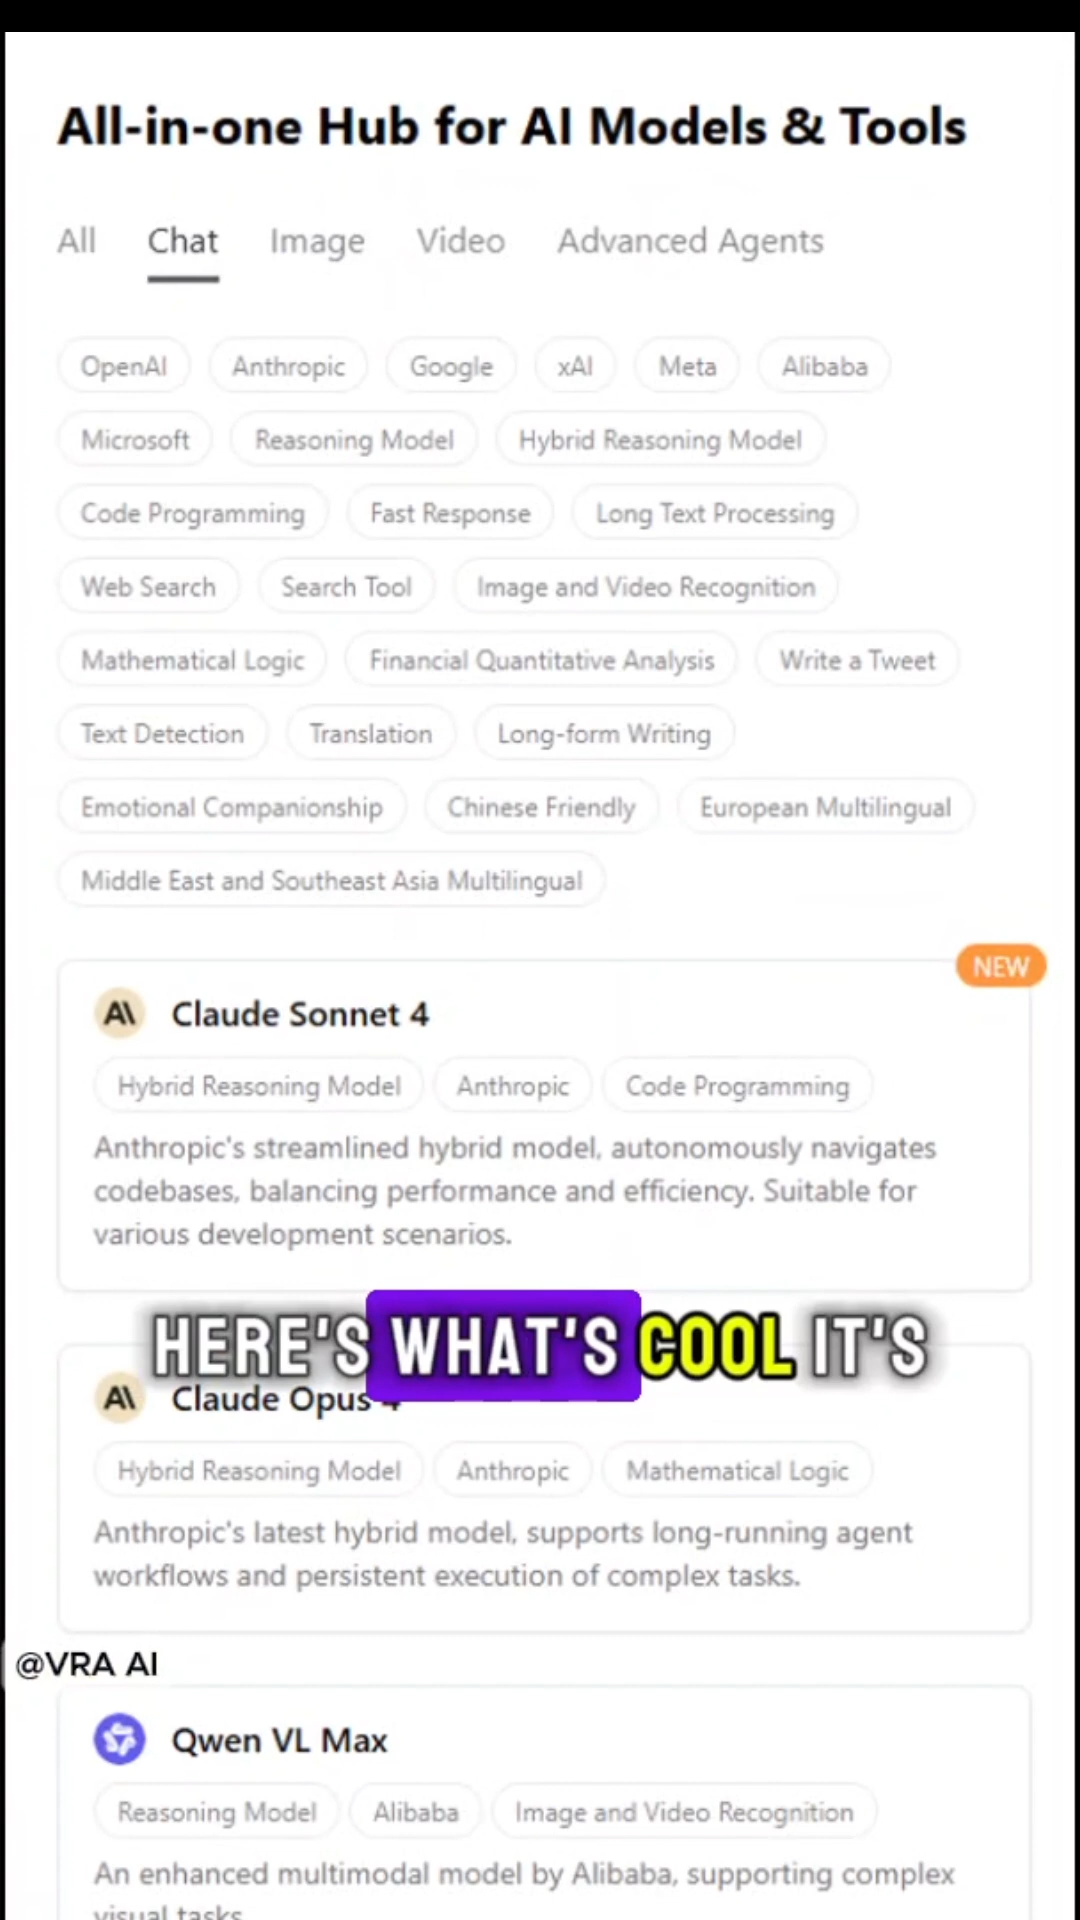 All-in-one Hub for AI Models & Tools
All Chat Image Video Advanced Agents
OpenAI Anthropic Google xAI Meta Alibaba
Microsoft Reasoning Model Hybrid Reasoning Model
Code Programming Fast Response Long Text Processing
Web Search Search Tool Image and Video Recognition
Mathematical Logic Financial Quantitative Analysis Write a Tweet
Text Detection Translation Long-form Writing
Emotional Companionship Chinese Friendly European Multilingual
Middle East and Southeast Asia Multilingual
NEW
AI Claude Sonnet 4
Hybrid Reasoning Model Anthropic Code Programming
Anthropic's streamlined hybrid model, autonomously navigates
codebases, balancing performance and efficiency. Suitable for
various development scenarios.
HERE'S WHAT'S COOL IT'S
AI Claude Opus 4
Hybrid Reasoning Model Anthropic Mathematical Logic
Anthropic's latest hybrid model, supports long-running agent
workflows and persistent execution of complex tasks.
@VRA AI
Qwen VL Max
Reasoning Model Alibaba Image and Video Recognition
An enhanced multimodal model by Alibaba, supporting complex
visual tasks